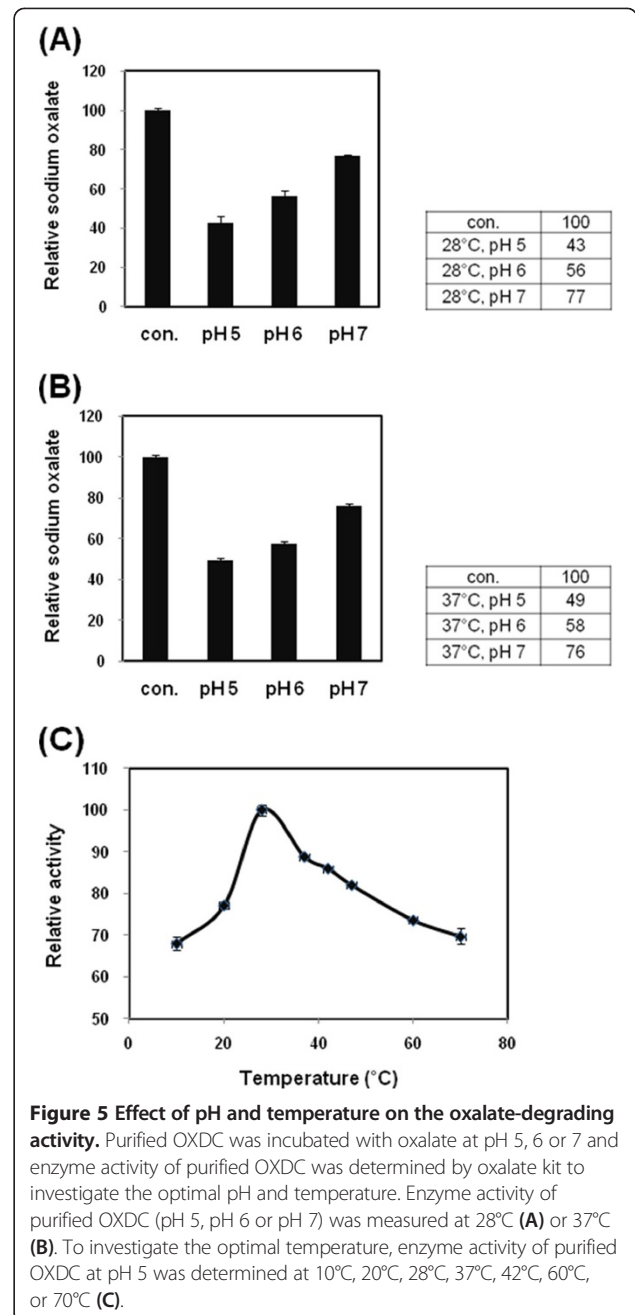 (A)
120
100
80
60
40
20
0
Relative sodium oxalate
con. pH 5 pH 6 pH 7
con. 100
28°C, pH 5 43
28°C, pH 6 56
28°C, pH 7 77
(B)
120
100
80
60
40
20
0
Relative sodium oxalate
con. pH 5 pH 6 pH 7
con. 100
37°C, pH 5 49
37°C, pH 6 58
37°C, pH 7 76
(C)
110
100
90
80
70
60
50
Relative activity
0 20 40 60 80
Temperature (°C)
Figure 5 Effect of pH and temperature on the oxalate-degrading
activity. Purified OXDC was incubated with oxalate at pH 5, 6 or 7 and
enzyme activity of purified OXDC was determined by oxalate kit to
investigate the optimal pH and temperature. Enzyme activity of
purified OXDC (pH 5, pH 6 or pH 7) was measured at 28°C (A) or 37°C
(B). To investigate the optimal temperature, enzyme activity of purified
OXDC at pH 5 was determined at 10°C, 20°C, 28°C, 37°C, 42°C, 60°C,
or 70°C (C).